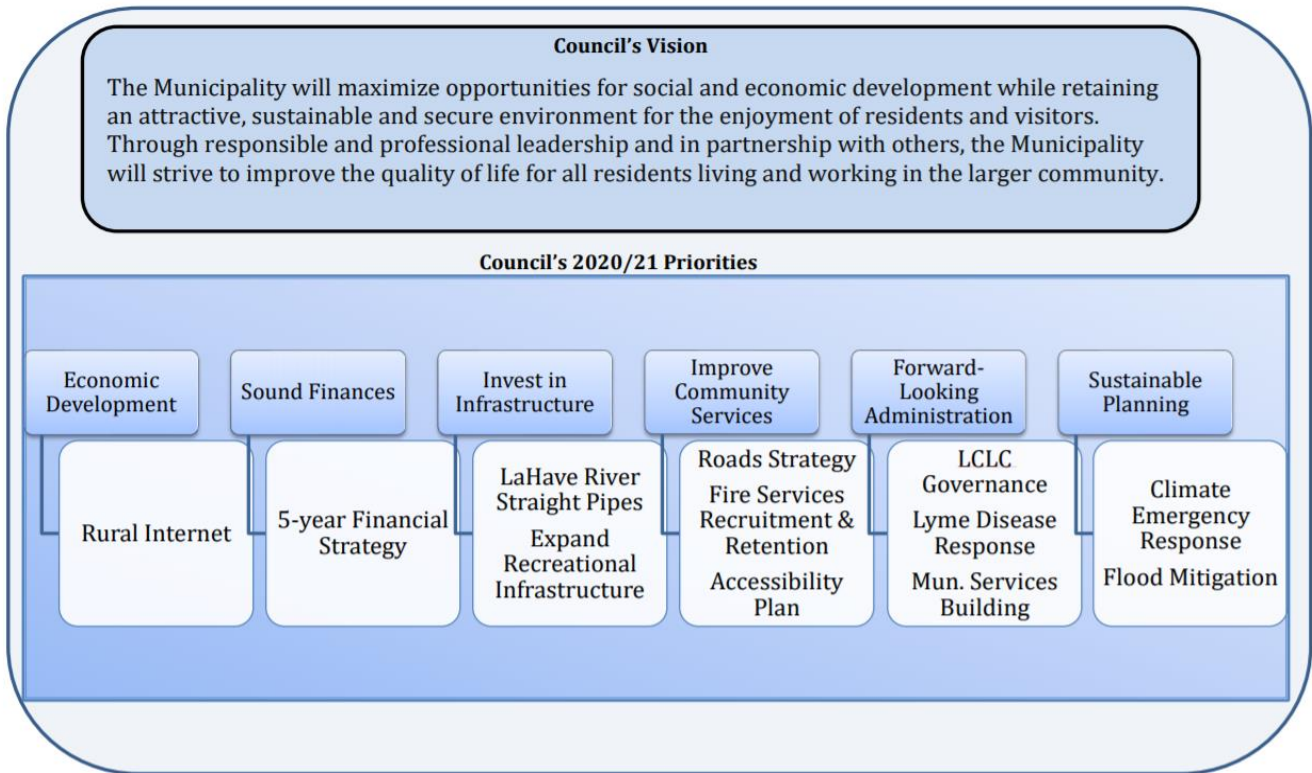 Council's Vision
The Municipality will maximize opportunities for social and economic development while retaining
an attractive, sustainable and secure environment for the enjoyment of residents and visitors.
Through responsible and professional leadership and in partnership with others, the Municipality
will strive to improve the quality of life for all residents living and working in the larger community.
Council's 2020/21 Priorities
Economic
Development
Rural Internet
Sound Finances
5-year Financial
Strategy
Invest in
Infrastructure
LaHave River
Straight Pipes
Expand
Recreational
Infrastructure
Improve
Community
Services
Roads Strategy
Fire Services
Recruitment &
Retention
Accessibility
Plan
Forward-
Looking
Administration
LCLC
Governance
Lyme Disease
Response
Mun. Services
Building
Sustainable
Planning
Climate
Emergency
Response
Flood Mitigation